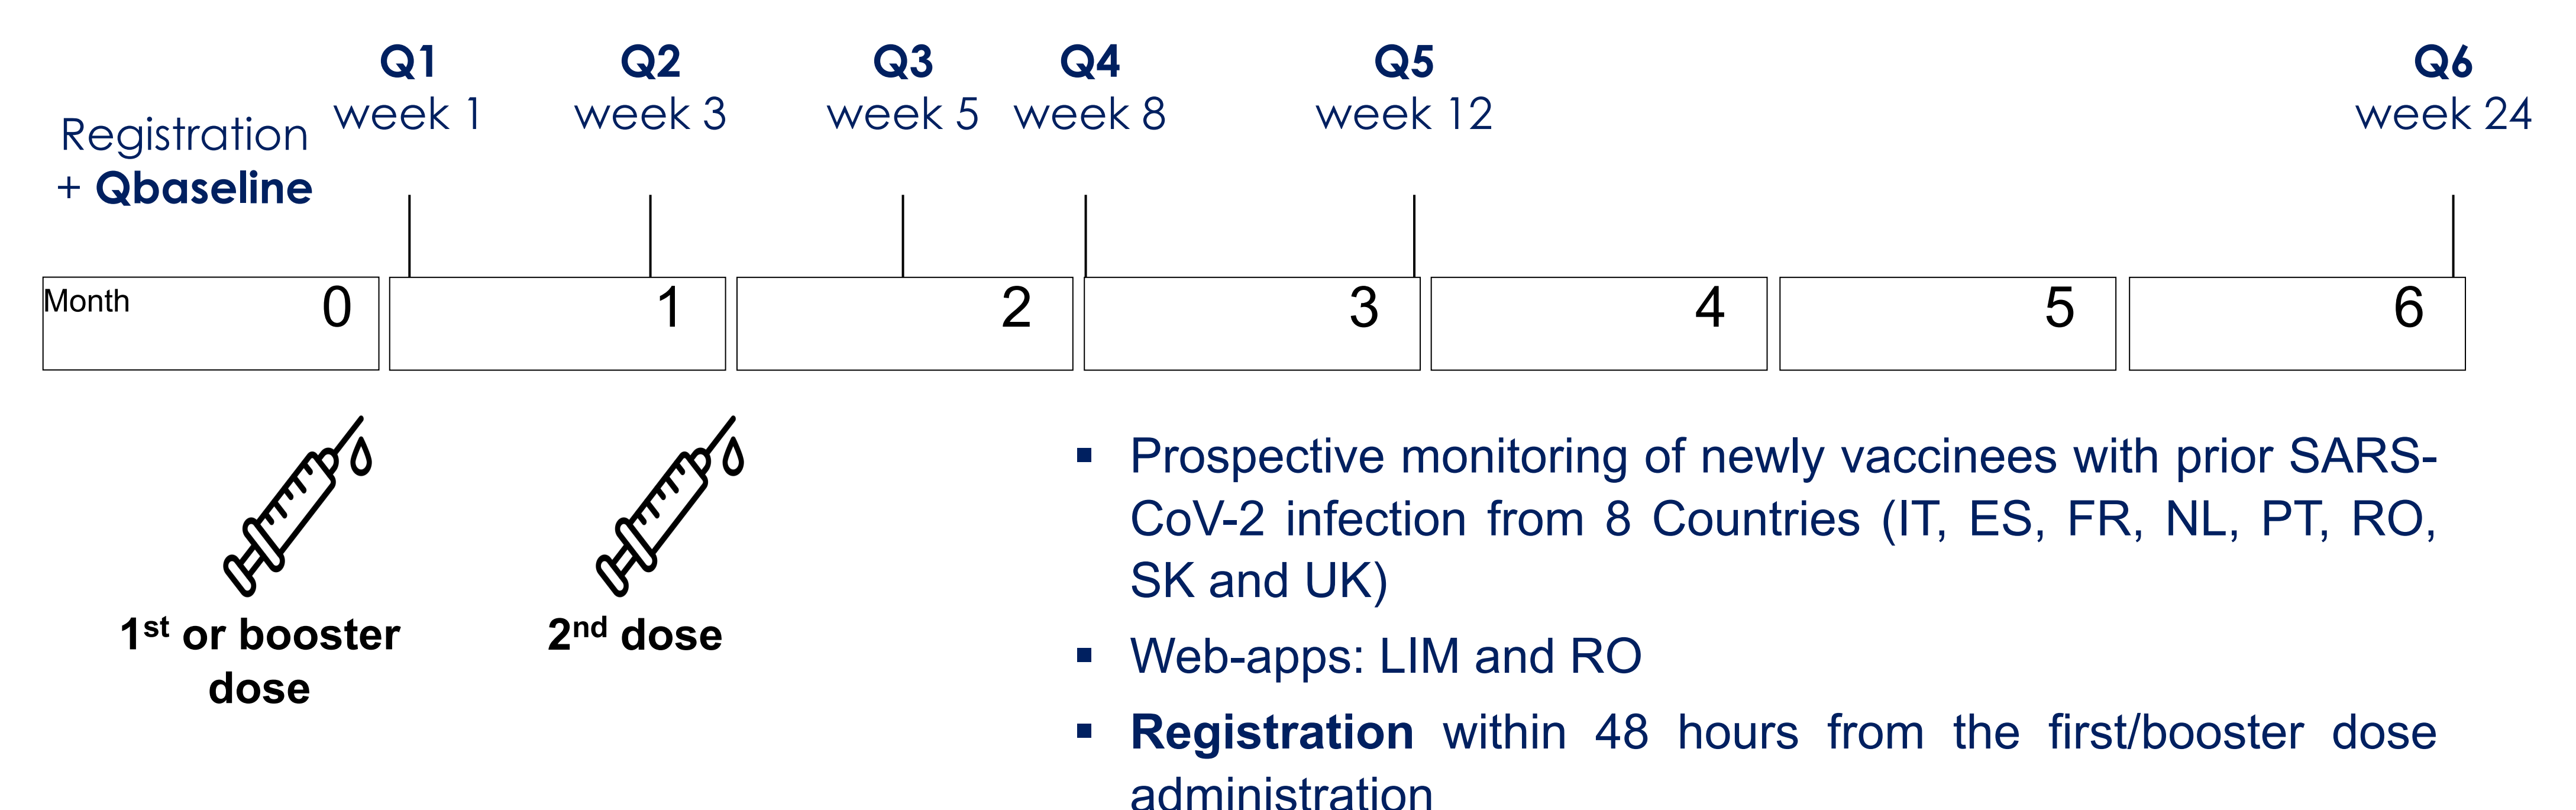 Q1 Q2 Q3 Q4 Q5 Q6
week 1 week 3 week 5 week 8 week 12 week 24
Registration
+ Qbaseline
Month 0 1 2 3 4 5 6
1st or booster
dose
2nd dose
▪ Prospective monitoring of newly vaccinees with prior SARS-
CoV-2 infection from 8 Countries (IT, ES, FR, NL, PT, RO,
SK and UK)
▪ Web-apps: LIM and RO
▪ Registration within 48 hours from the first/booster dose
administration